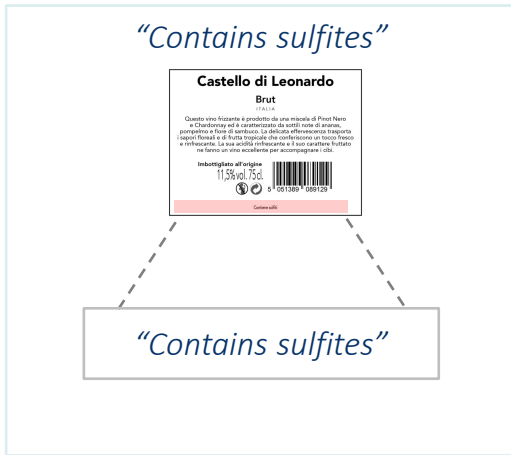 “Contains sulfites”
Castello di Leonardo
Brut
ITALIA
Questo vino frizzante è prodotto da una miscela di Pinot Nero
e Chardonnay ed è caratterizzato da sottili note di ananas,
pompelmo e fiore di sambuco. La delicata effervescenza trasporta
i sapori floreali e di frutta tropicale che conferiscono un tocco fresco
e rinfrescante. La sua acidità rinfrescante e il suo carattere fruttato
ne fanno un vino eccellente per accompagnare i cibi.
Imbottigliato all'origine
11,5%vol. 75cl.
5 051389 089129
Contiene solfiti
“Contains sulfites”